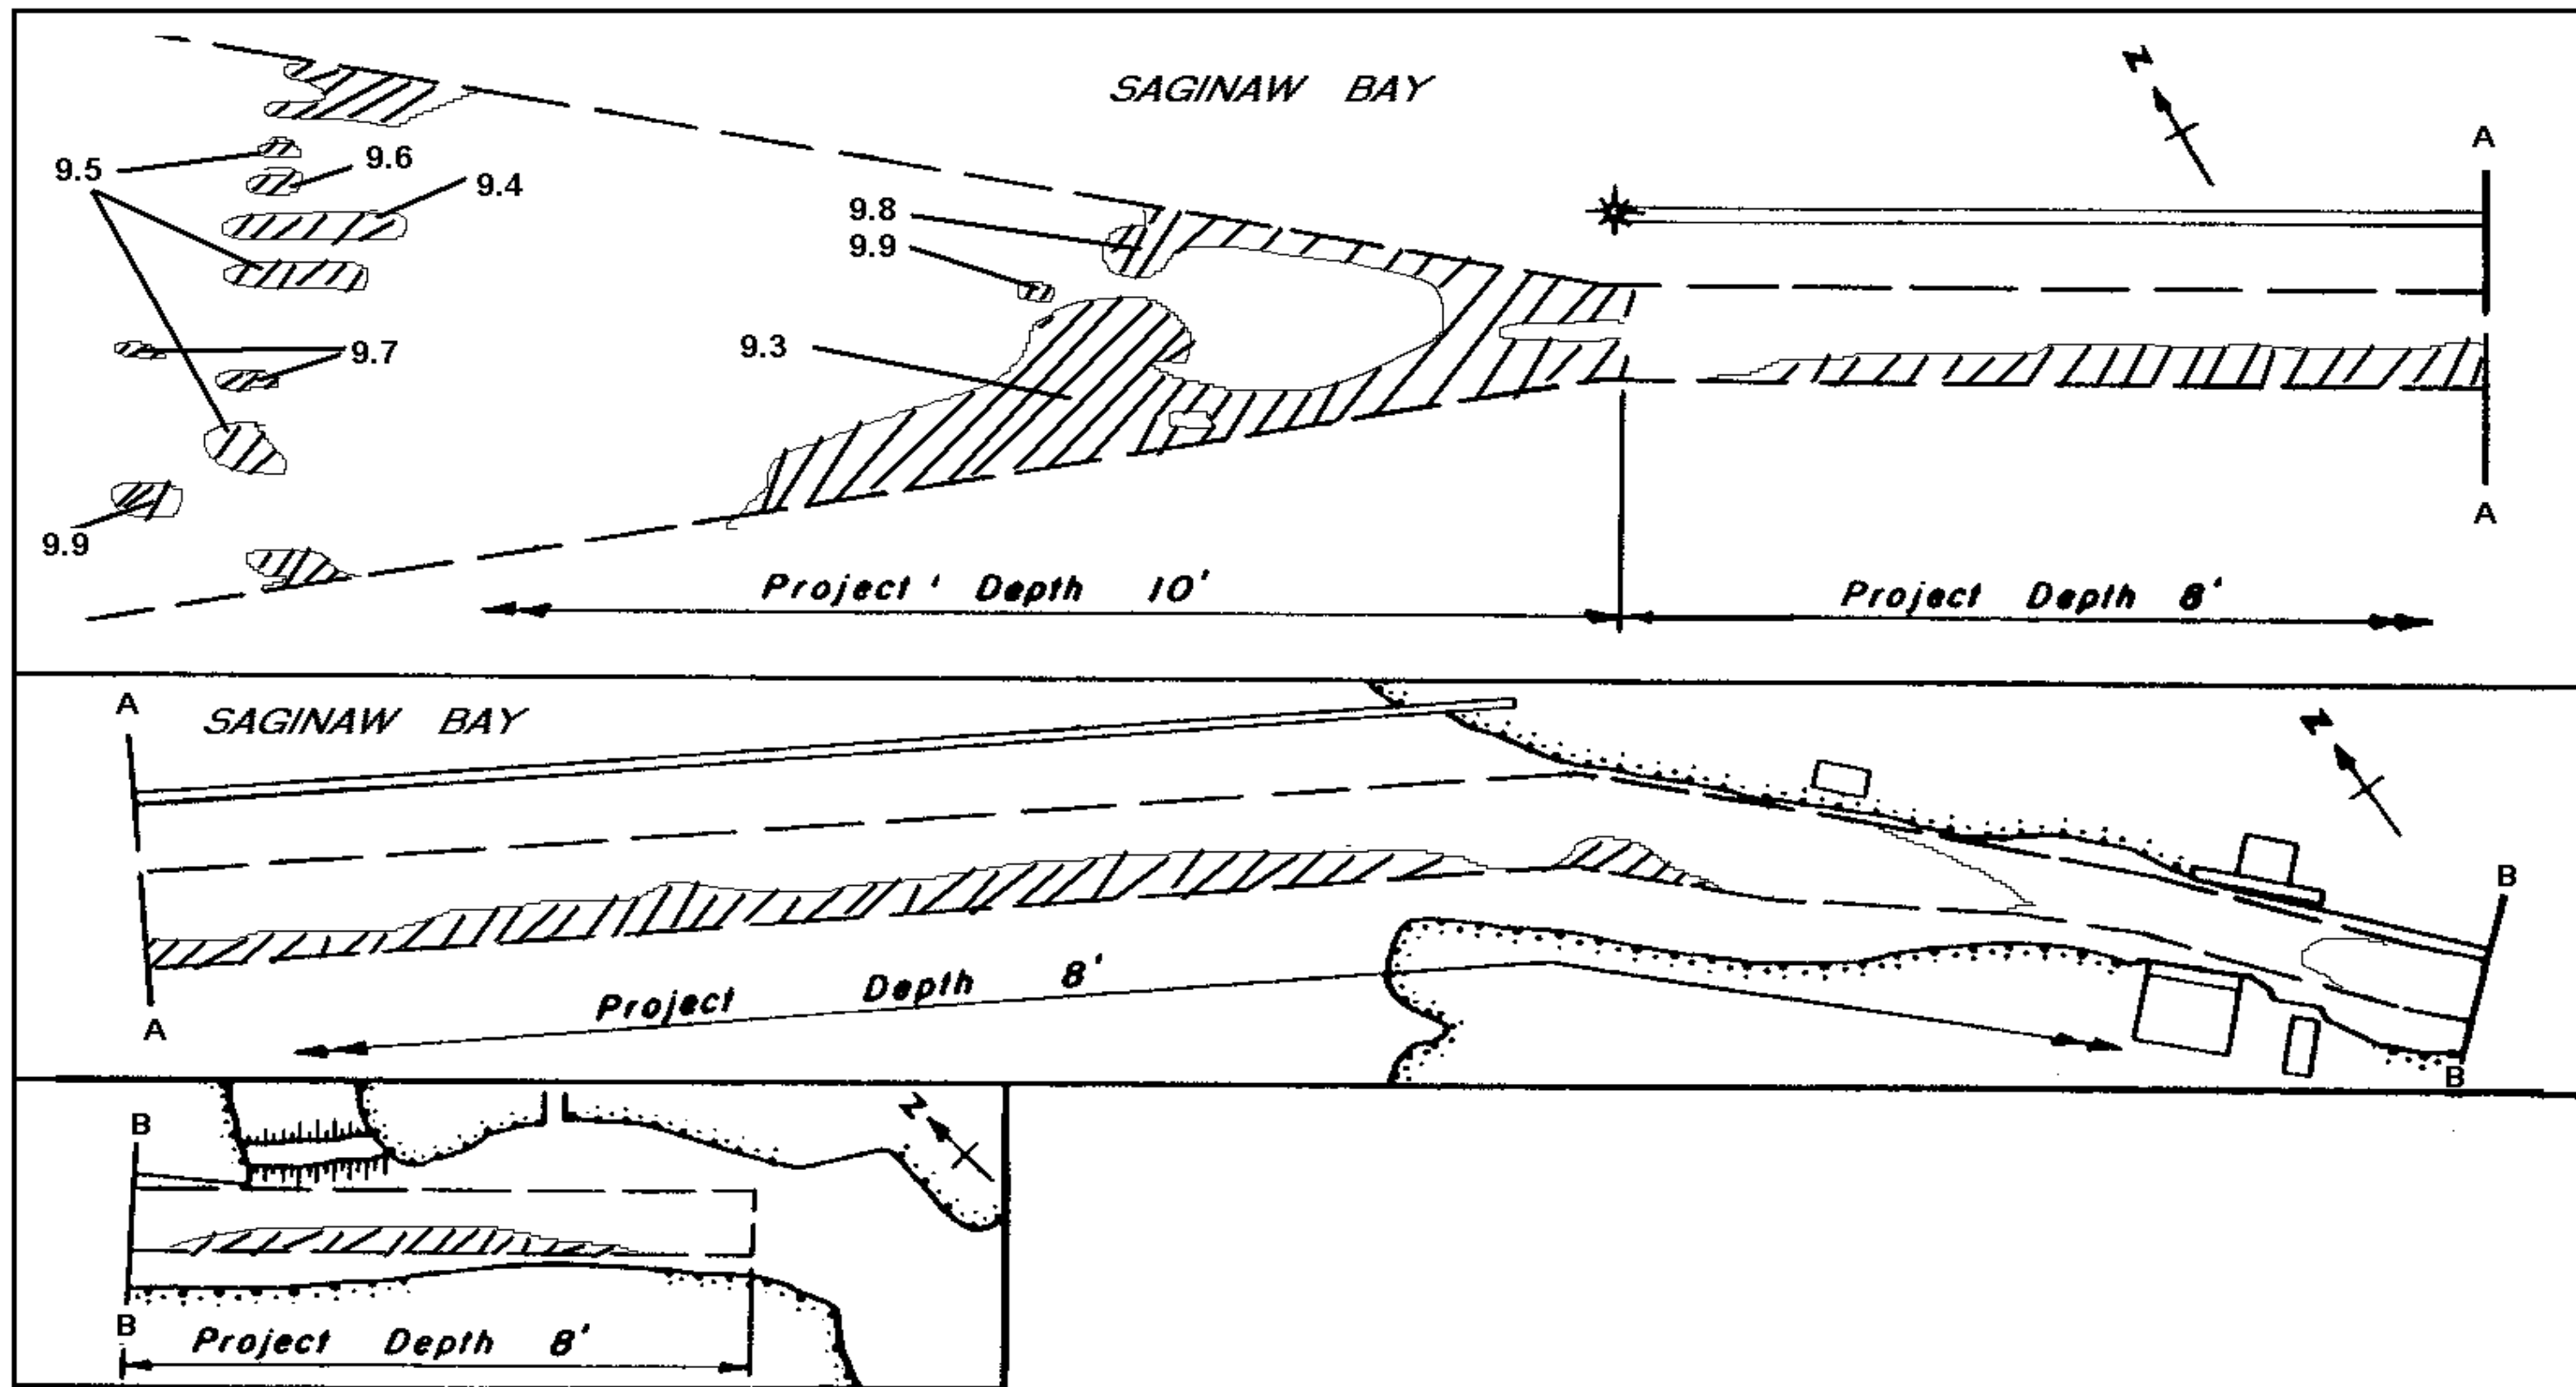 SAGINAW BAY
N
A
9.5
9.6
9.4
9.8
9.9
9.3
9.7
9.9
A
Project ' Depth 10'
Project Depth 8'
A
SAGINAW BAY
N
B
A
Project Depth 8'
B
B
N
B
Project Depth 8'